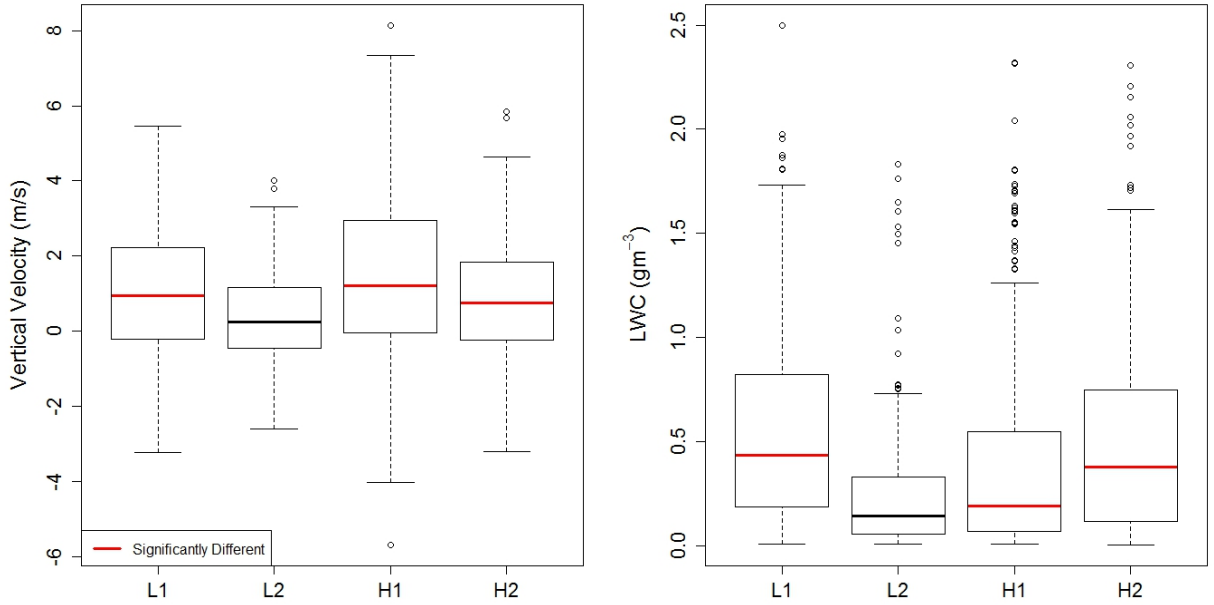 8
6
4
2
0
-2
-4
-6
Vertical Velocity (m/s)
Significantly Different
L1 L2 H1 H2
2.5
2.0
1.5
1.0
0.5
0.0
LWC (gm⁻³)
L1 L2 H1 H2